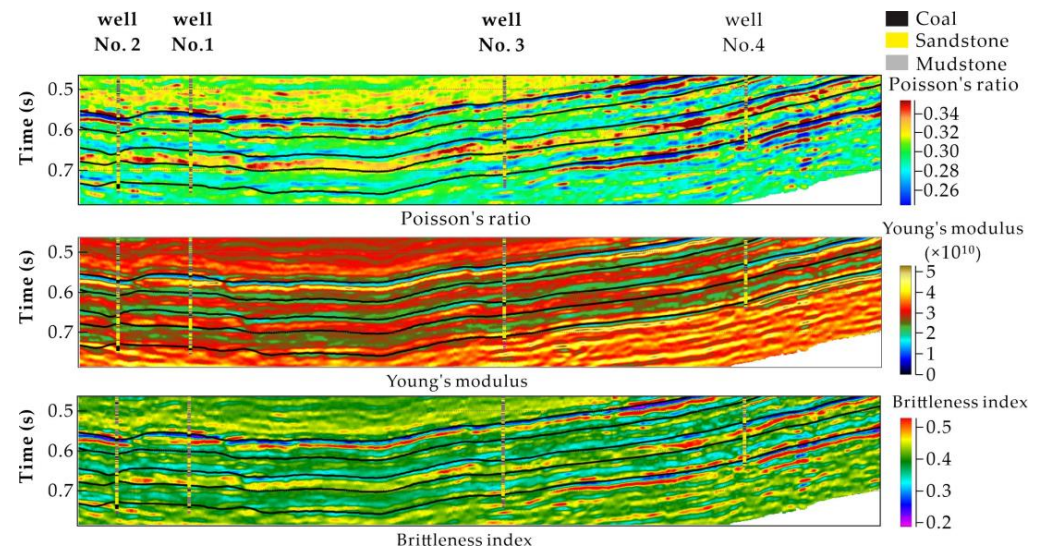 well well well well
No. 2 No.1 No. 3 No.4
Coal
Sandstone
Mudstone
Poisson's ratio
Time (s)
0.5
0.6
0.7
0.34
0.30
0.30
0.26
Poisson's ratio
Young's modulus
(×10¹⁰)
Time (s)
0.5
0.6
0.7
5
4
3
2
1
0
Young's modulus
Brittleness index
Time (s)
0.5
0.6
0.7
0.5
0.4
0.3
0.2
Brittleness index